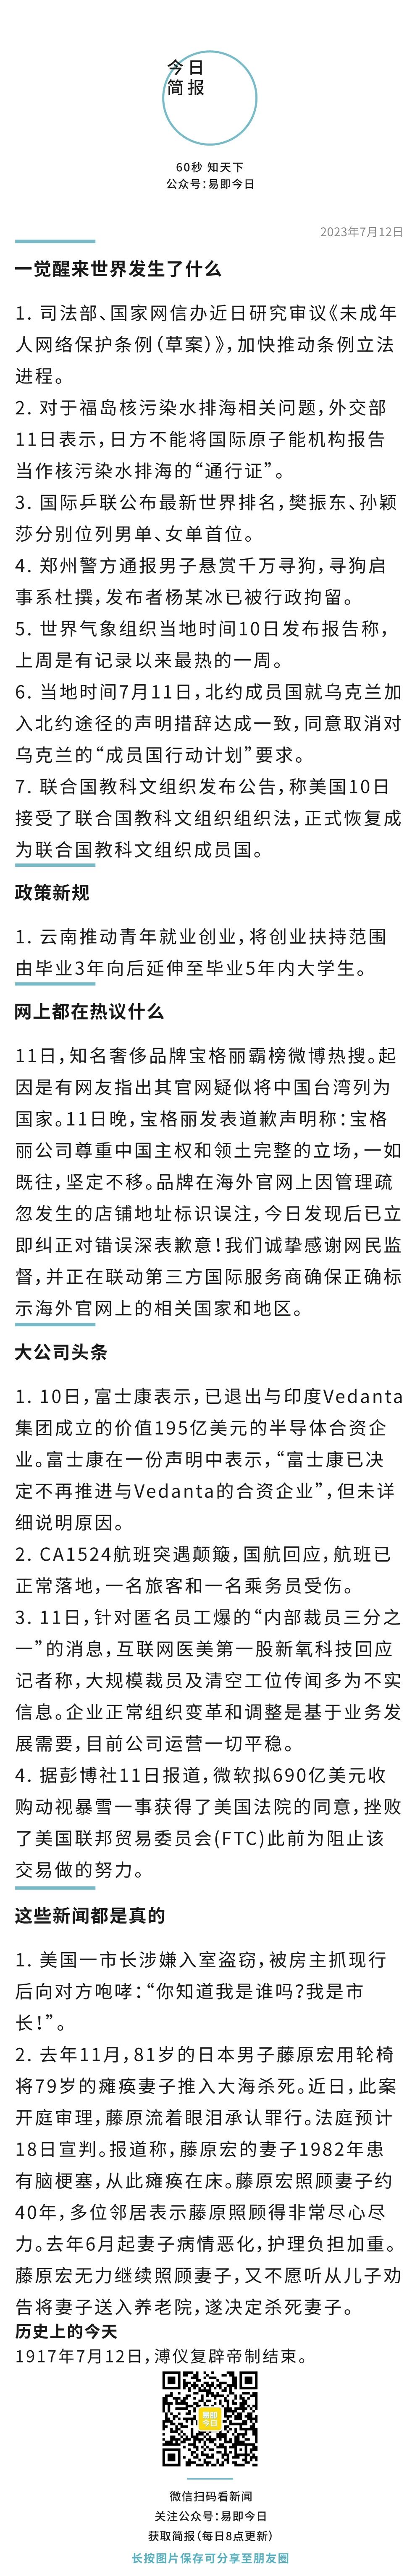 今日
简报
60秒 知天下
公众号：易即今日
2023年7月12日
一觉醒来世界发生了什么
1. 司法部、国家网信办近日研究审议《未成年
人网络保护条例（草案）》，加快推动条例立法
进程。
2. 对于福岛核污染水排海相关问题，外交部
11日表示，日方不能将国际原子能机构报告
当作核污染水排海的“通行证”。
3. 国际乒联公布最新世界排名，樊振东、孙颖
莎分别位列男单、女单首位。
4. 郑州警方通报男子悬赏千万寻狗，寻狗启
事系杜撰，发布者杨某冰已被行政拘留。
5. 世界气象组织当地时间10日发布报告称，
上周是有记录以来最热的一周。
6. 当地时间7月11日，北约成员国就乌克兰加
入北约途径的声明措辞达成一致，同意取消对
乌克兰的“成员国行动计划”要求。
7. 联合国教科文组织发布公告，称美国10日
接受了联合国教科文组织组织法，正式恢复成
为联合国教科文组织成员国。
政策新规
1. 云南推动青年就业创业，将创业扶持范围
由毕业3年向后延伸至毕业5年内大学生。
网上都在热议什么
11日，知名奢侈品牌宝格丽霸榜微博热搜。起
因是有网友指出其官网疑似将中国台湾列为
国家。11日晚，宝格丽发表道歉声明称：宝格
丽公司尊重中国主权和领土完整的立场，一如
既往，坚定不移。品牌在海外官网上因管理疏
忽发生的店铺地址标识误注，今日发现后已立
即纠正对错误深表歉意！我们诚挚感谢网民监
督，并正在联动第三方国际服务商确保正确标
示海外官网上的相关国家和地区。
大公司头条
1. 10日，富士康表示，已退出与印度Vedanta
集团成立的价值195亿美元的半导体合资企
业。富士康在一份声明中表示，“富士康已决
定不再推进与Vedanta的合资企业”，但未详
细说明原因。
2. CA1524航班突遇颠簸，国航回应，航班已
正常落地，一名旅客和一名乘务员受伤。
3. 11日，针对匿名员工爆的“内部裁员三分之
一”的消息，互联网医美第一股新氧科技回应
记者称，大规模裁员及清空工位传闻多为不实
信息。企业正常组织变革和调整是基于业务发
展需要，目前公司运营一切平稳。
4. 据彭博社11日报道，微软拟690亿美元收
购动视暴雪一事获得了美国法院的同意，挫败
了美国联邦贸易委员会(FTC)此前为阻止该
交易做的努力。
这些新闻都是真的
1. 美国一市长涉嫌入室盗窃，被房主抓现行
后向对方咆哮：“你知道我是谁吗？我是市
长！”。
2. 去年11月，81岁的日本男子藤原宏用轮椅
将79岁的瘫痪妻子推入大海杀死。近日，此案
开庭审理，藤原流着眼泪承认罪行。法庭预计
18日宣判。报道称，藤原宏的妻子1982年患
有脑梗塞，从此瘫痪在床。藤原宏照顾妻子约
40年，多位邻居表示藤原照顾得非常尽心尽
力。去年6月起妻子病情恶化，护理负担加重。
藤原宏无力继续照顾妻子，又不愿听从儿子劝
告将妻子送入养老院，遂决定杀死妻子。
历史上的今天
1917年7月12日，溥仪复辟帝制结束。
易即
今日
微信扫码看新闻
关注公众号：易即今日
获取简报（每日8点更新）
长按图片保存可分享至朋友圈